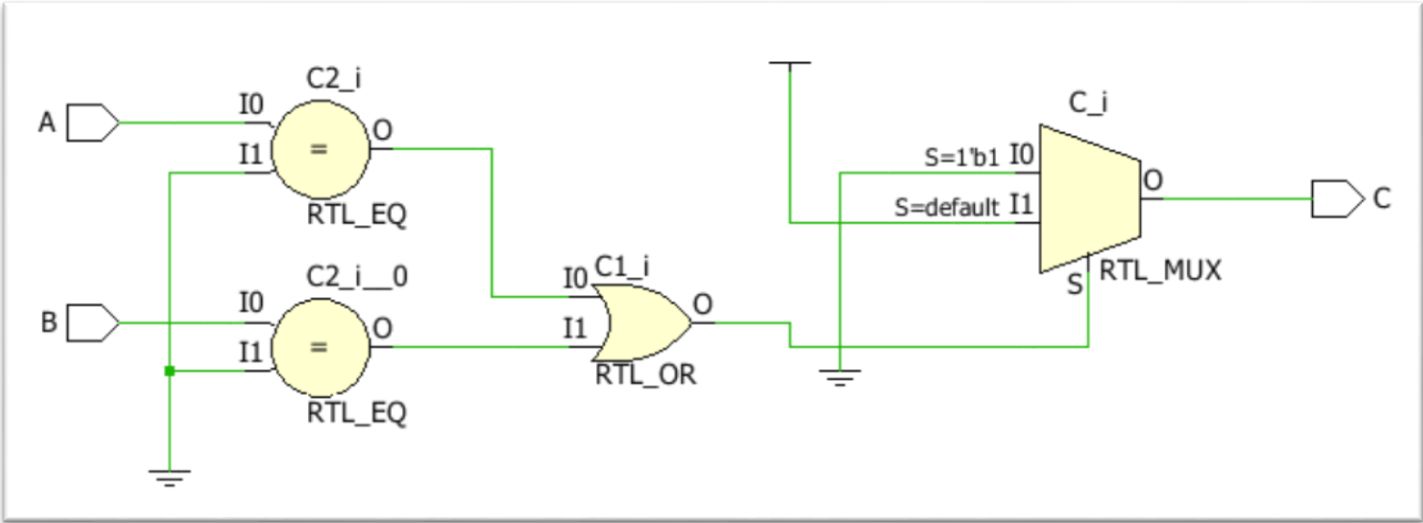 C2_i
A
I0
O
=
I1
RTL_EQ
C2_i__0
B
I0
O
=
I1
RTL_EQ
C1_i
I0
O
I1
RTL_OR
C_i
S=1'b1 I0
O
C
S=default I1
S
RTL_MUX